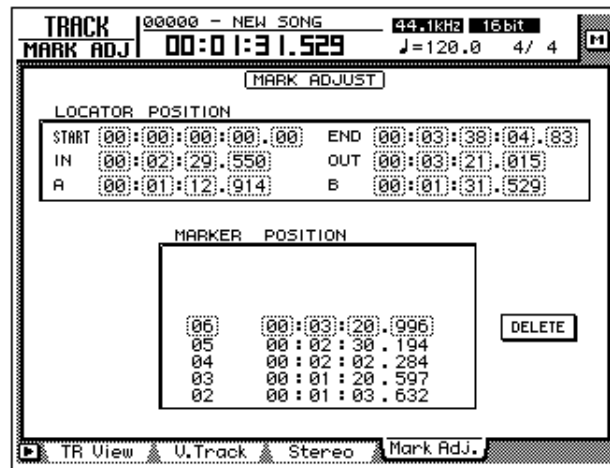 TRACK 00000 - NEW SONG 44.1kHz 16bit
MARK ADJ 00:01:31.529 ♩=120.0 4/ 4 M
MARK ADJUST
LOCATOR POSITION
START 00:00:00:00.00 END 00:03:38:04.83
IN 00:02:29.550 OUT 00:03:21.015
A 00:01:12.914 B 00:01:31.529
MARKER POSITION
06 00:03:20.996
DELETE
05 00:02:30.194
04 00:02:02.284
03 00:01:20.597
02 00:01:03.632
TR View V.Track Stereo Mark Adj.